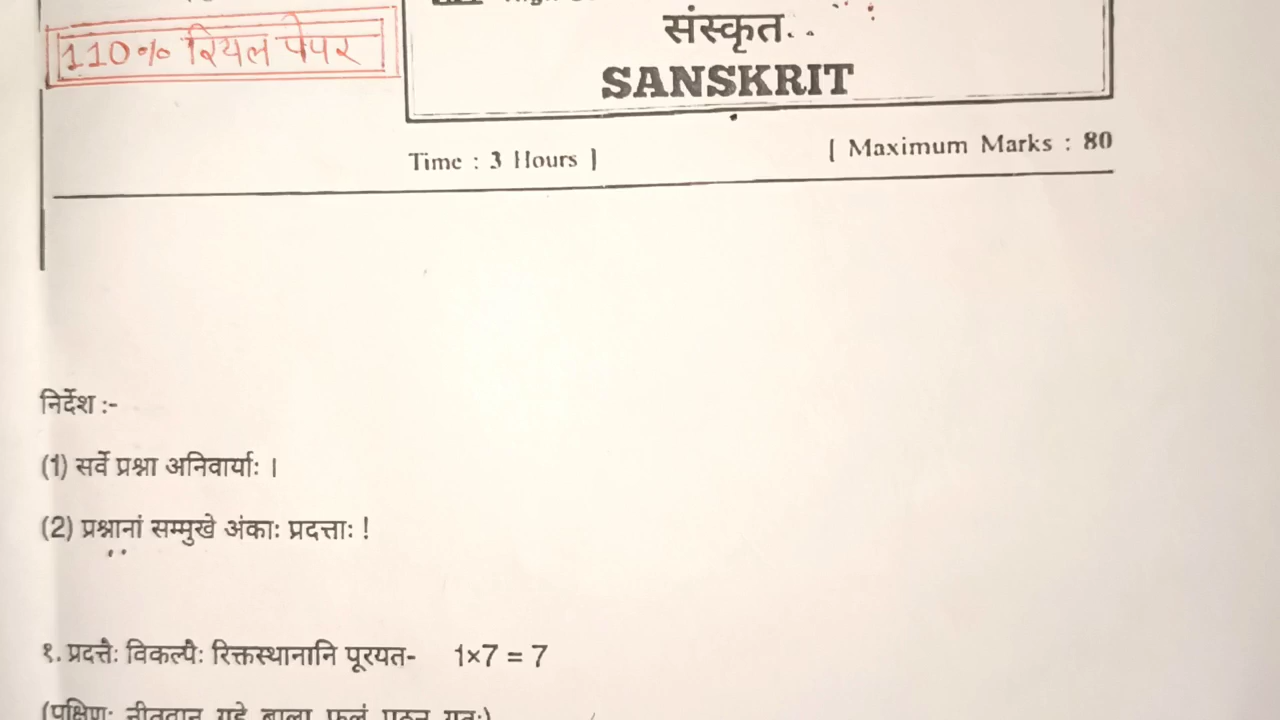 संस्कृत
110% रियल पेपर
SANSKRIT
Time : 3 Hours ]
[ Maximum Marks : 80
निर्देश :-
(1) सर्वे प्रश्ना अनिवार्याः ।
(2) प्रश्नानां सम्मुखे अंकाः प्रदत्ताः !
१. प्रदत्तैः विकल्पैः रिक्तस्थानानि पूरयत- 1×7 = 7